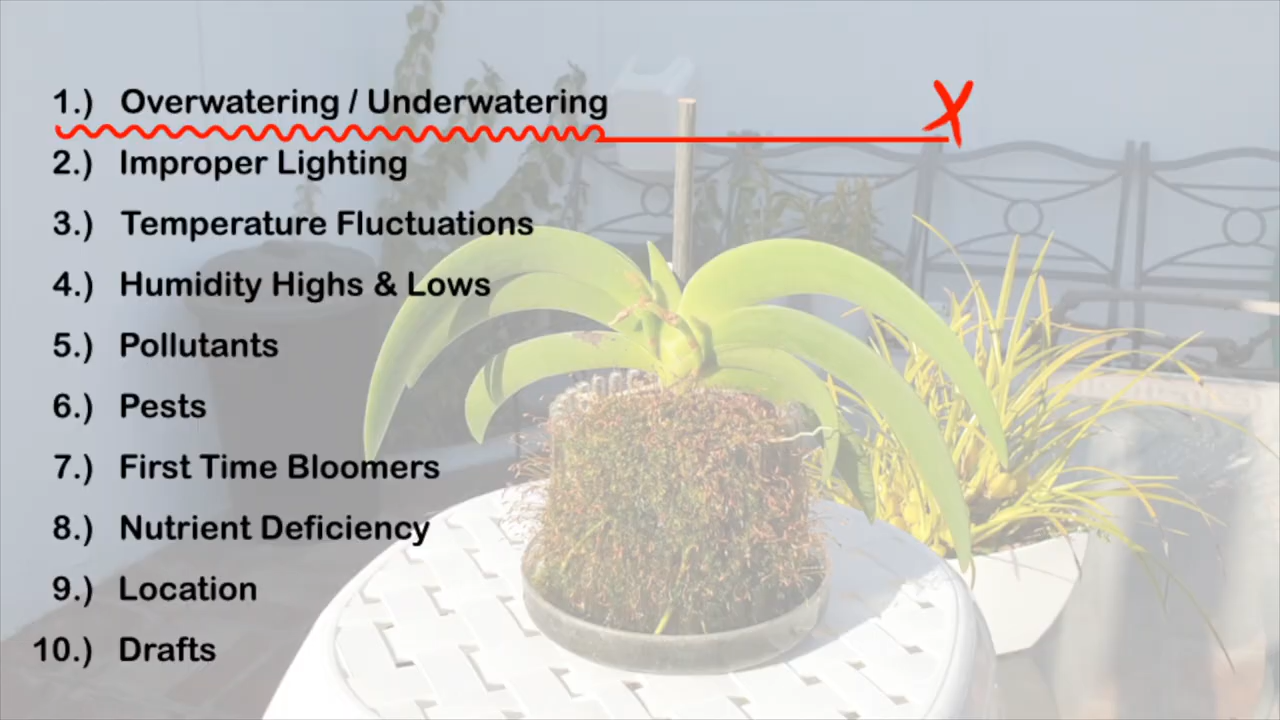 1.) Overwatering / Underwatering X
2.) Improper Lighting
3.) Temperature Fluctuations
4.) Humidity Highs & Lows
5.) Pollutants
6.) Pests
7.) First Time Bloomers
8.) Nutrient Deficiency
9.) Location
10.) Drafts